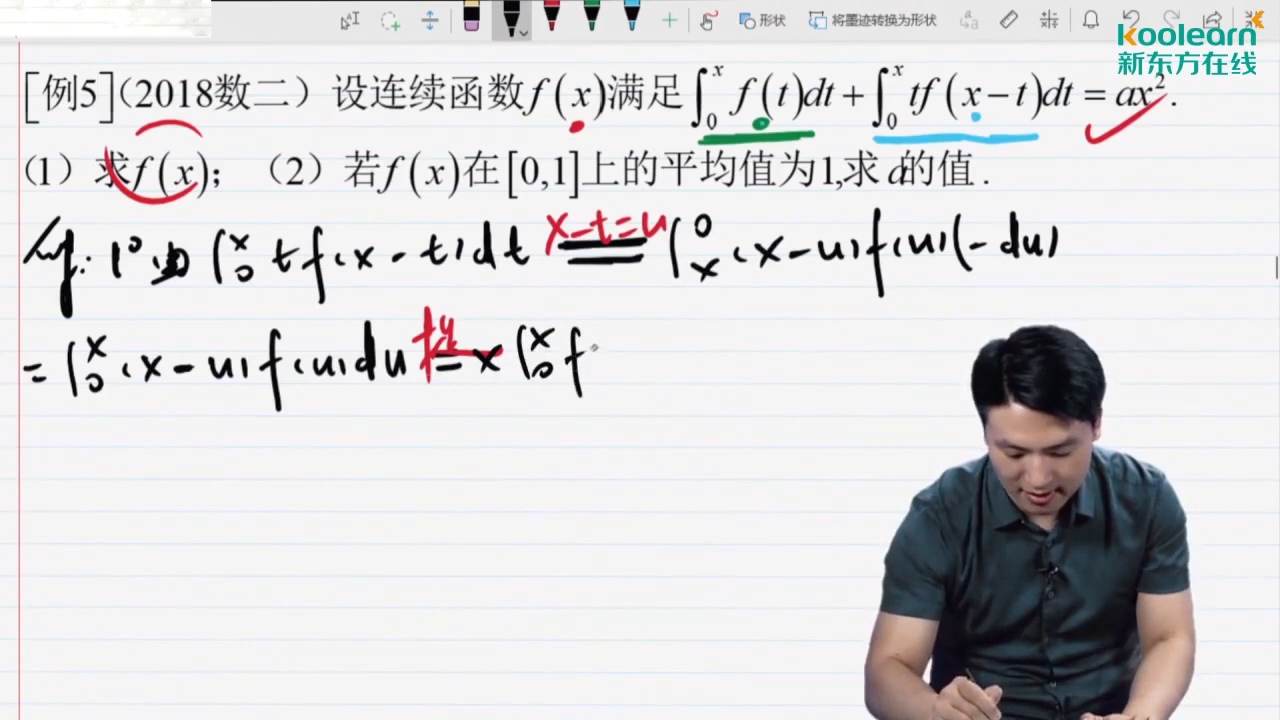 形状 将墨迹转换为形状
koolearn
新东方在线
[例5](2018数二) 设连续函数f(x)满足∫₀ˣ f(t)dt+∫₀ˣ tf(x−t)dt=ax².
(1) 求f(x); (2) 若f(x)在[0,1]上的平均值为1,求a的值.
1° ∫₀ˣ tf(x-t)dt x-t=u ∫ₓ⁰ (x-u)f(u)(-du)
=∫₀ˣ (x-u)f(u)du = x∫₀ˣ f